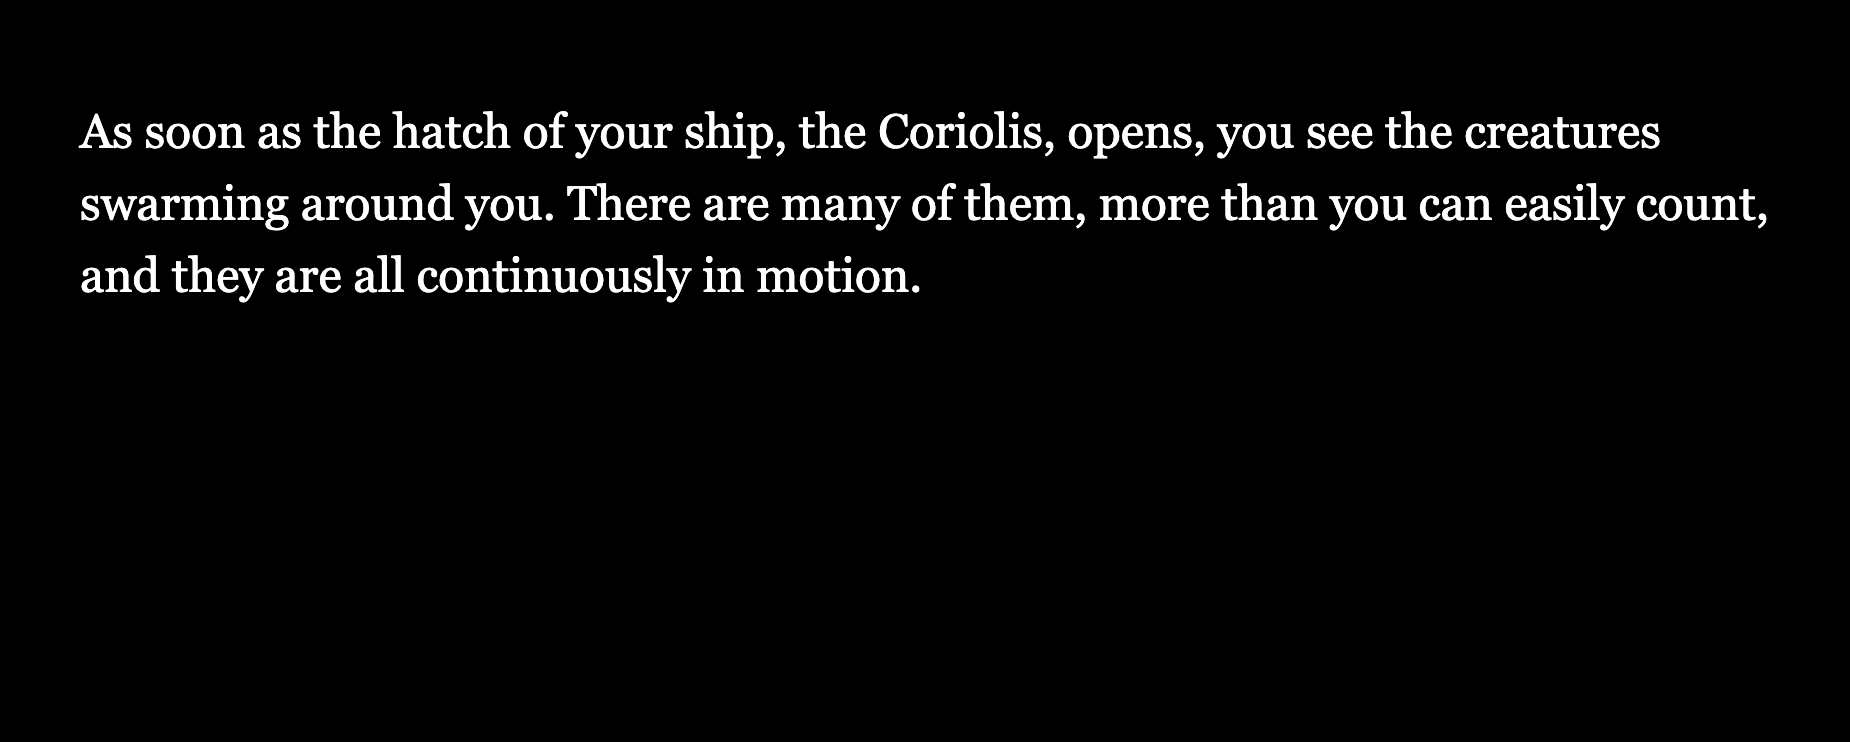 As soon as the hatch of your ship, the Coriolis, opens, you see the creatures
swarming around you. There are many of them, more than you can easily count,
and they are all continuously in motion.